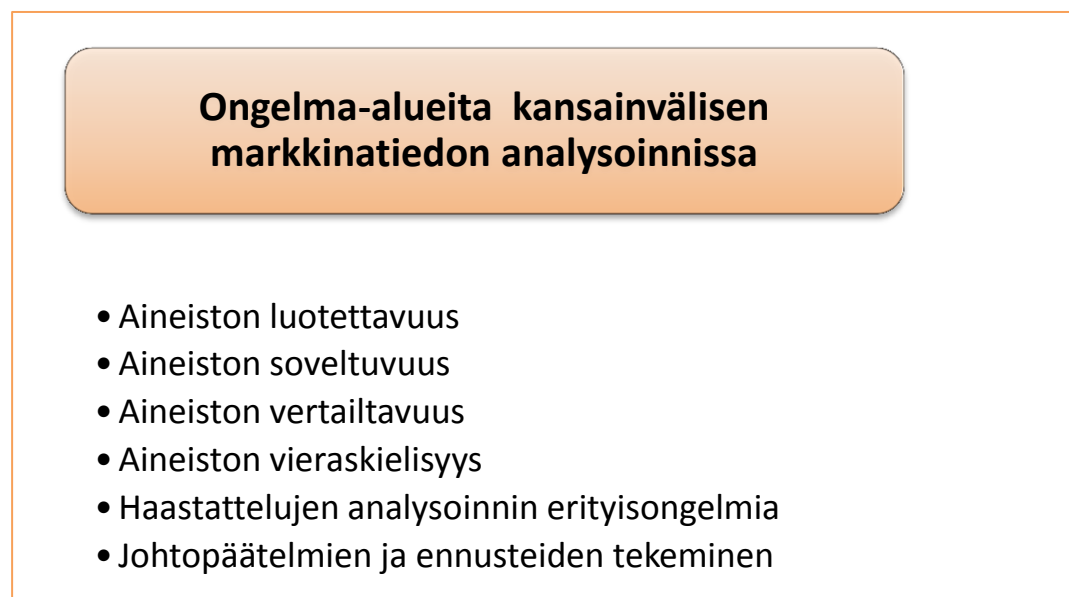 Ongelma-alueita kansainvälisen
markkinatiedon analysoinnissa
• Aineiston luotettavuus
• Aineiston soveltuvuus
• Aineiston vertailtavuus
• Aineiston vieraskielisyys
• Haastattelujen analysoinnin erityisongelmia
• Johtopäätelmien ja ennusteiden tekeminen